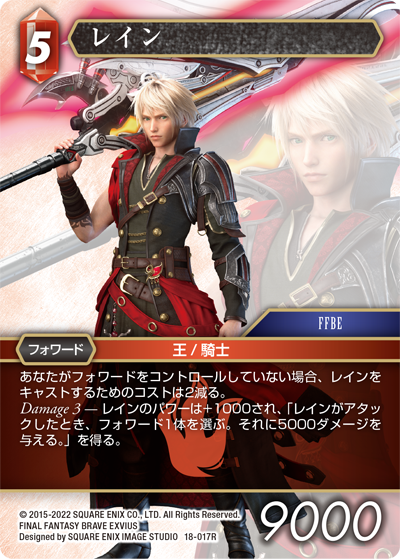 5
レイン
FFBE
フォワード
王 / 騎士
あなたがフォワードをコントロールしていない場合、レインを
キャストするためのコストは2減る。
Damage 3 — レインのパワーは+1000され、「レインがアタッ
クしたとき、フォワード1体を選ぶ。それに5000ダメージを
与える。」を得る。
© 2015-2022 SQUARE ENIX CO., LTD. All Rights Reserved.
FINAL FANTASY BRAVE EXVIUS
Designed by SQUARE ENIX IMAGE STUDIO 18-017R
9000